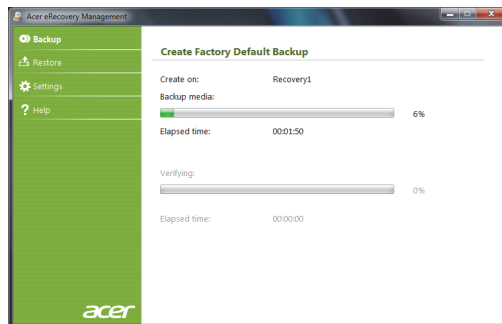 Acer eRecovery Management
Backup
Restore
Settings
? Help
Create Factory Default Backup
Create on: Recovery1
Backup media:
6%
Elapsed time: 00:01:50
Verifying:
0%
Elapsed time: 00:00:00
acer